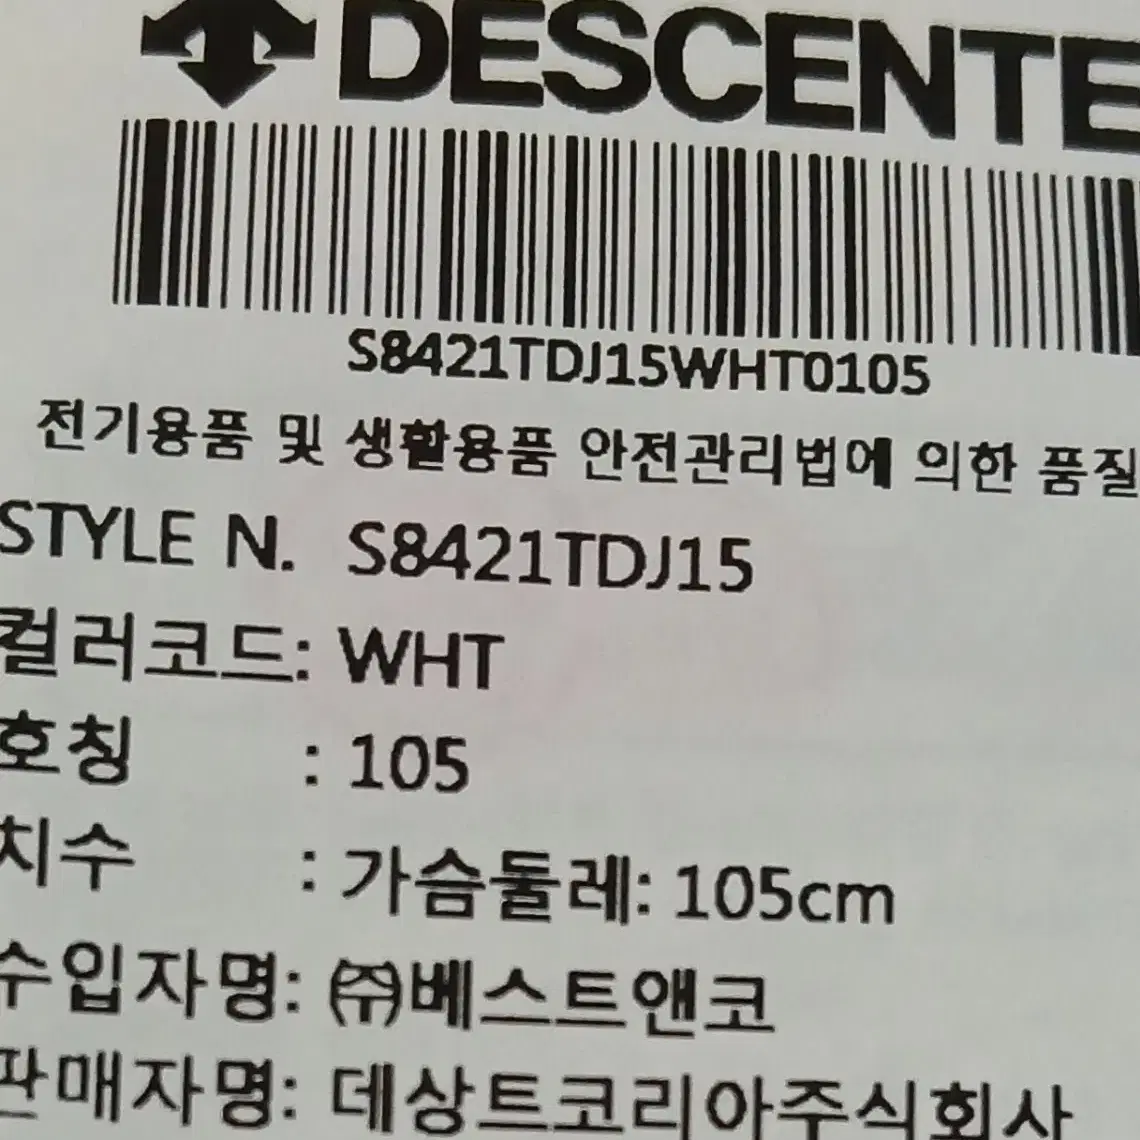 DESCENTE
S8421TDJ15WHT0105
전기용품 및 생활용품 안전관리법에 의한 품질
STYLE N. S8421TDJ15
컬러코드: WHT
호칭 : 105
치수 : 가슴둘레: 105cm
수입자명: ㈜베스트앤코
판매자명: 데상트코리아주식회사